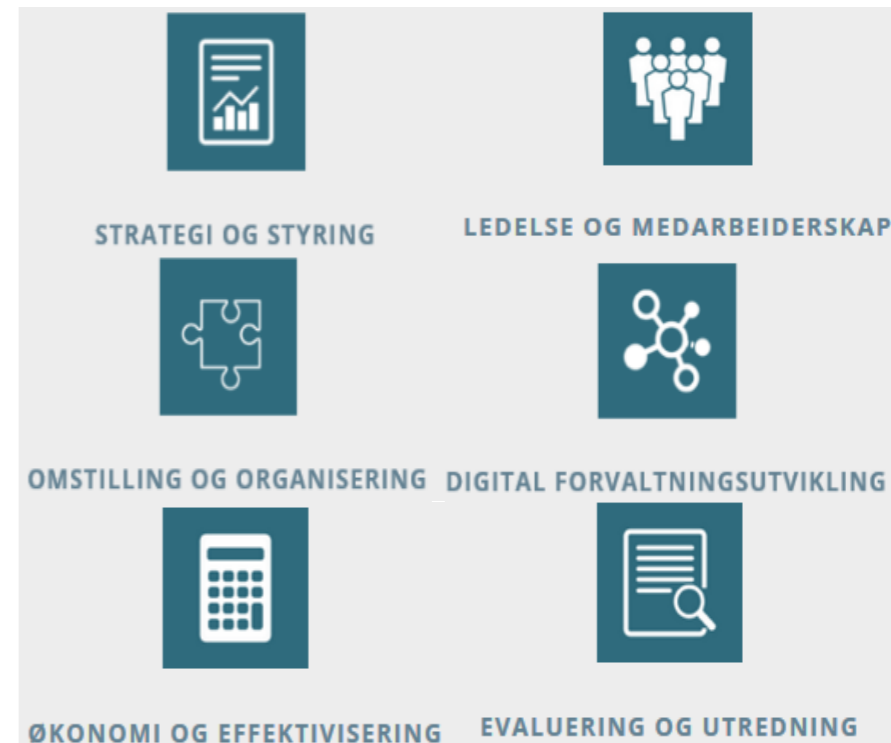 STRATEGI OG STYRING
LEDELSE OG MEDARBEIDERSKAP
OMSTILLING OG ORGANISERING
DIGITAL FORVALTNINGSUTVIKLING
ØKONOMI OG EFFEKTIVISERING
EVALUERING OG UTREDNING